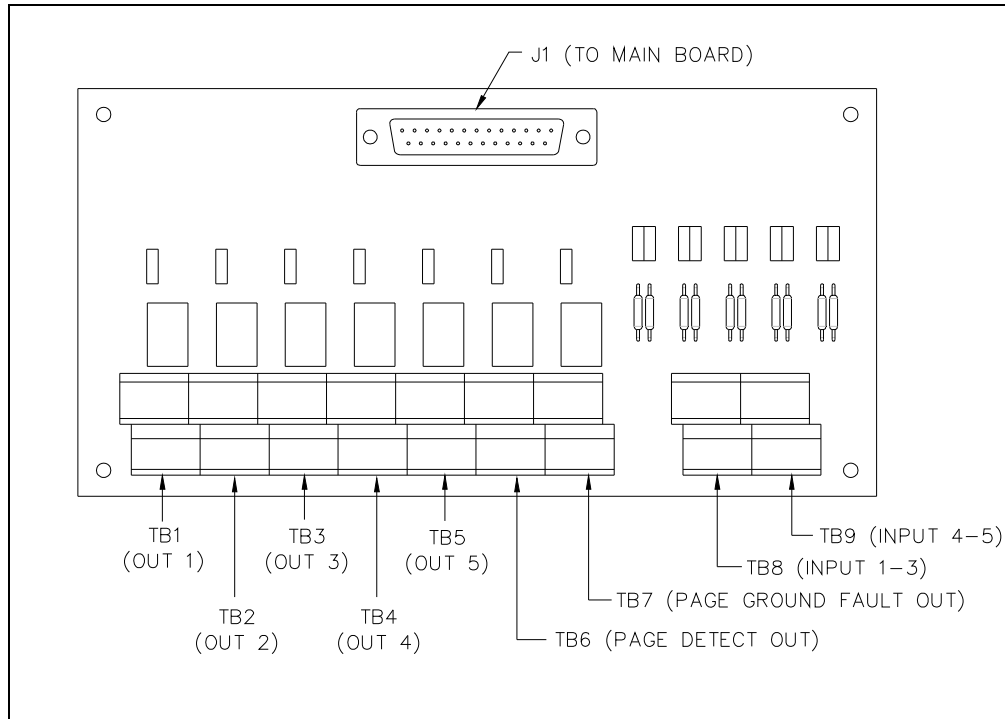 J1 (TO MAIN BOARD)
TB1
(OUT 1)
TB2
(OUT 2)
TB3
(OUT 3)
TB4
(OUT 4)
TB5
(OUT 5)
TB9 (INPUT 4-5)
TB8 (INPUT 1-3)
TB7 (PAGE GROUND FAULT OUT)
TB6 (PAGE DETECT OUT)